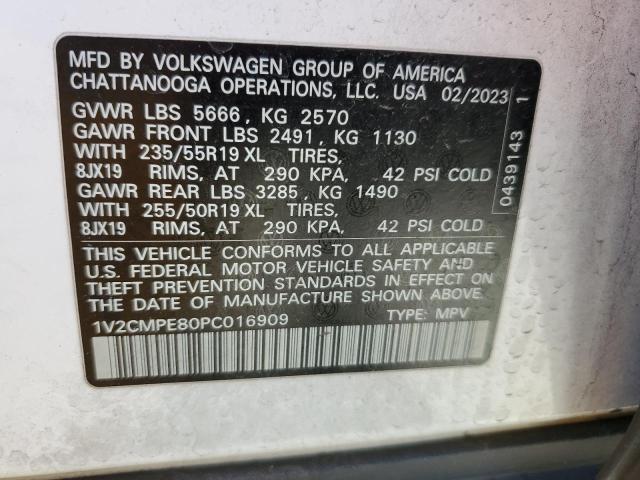 MFD BY VOLKSWAGEN GROUP OF AMERICA
CHATTANOOGA OPERATIONS, LLC. USA 02/2023
GVWR LBS 5666, KG 2570
GAWR FRONT LBS 2491, KG 1130
WITH 235/55R19 XL TIRES,
8JX19 RIMS, AT 290 KPA, 42 PSI COLD
GAWR REAR LBS 3285, KG 1490
WITH 255/50R19 XL TIRES,
8JX19 RIMS, AT 290 KPA, 42 PSI COLD
THIS VEHICLE CONFORMS TO ALL APPLICABLE
U.S. FEDERAL MOTOR VEHICLE SAFETY AND
THEFT PREVENTION STANDARDS IN EFFECT ON
THE DATE OF MANUFACTURE SHOWN ABOVE.
1V2CMPE80PC016909 TYPE: MPV
0439143 1